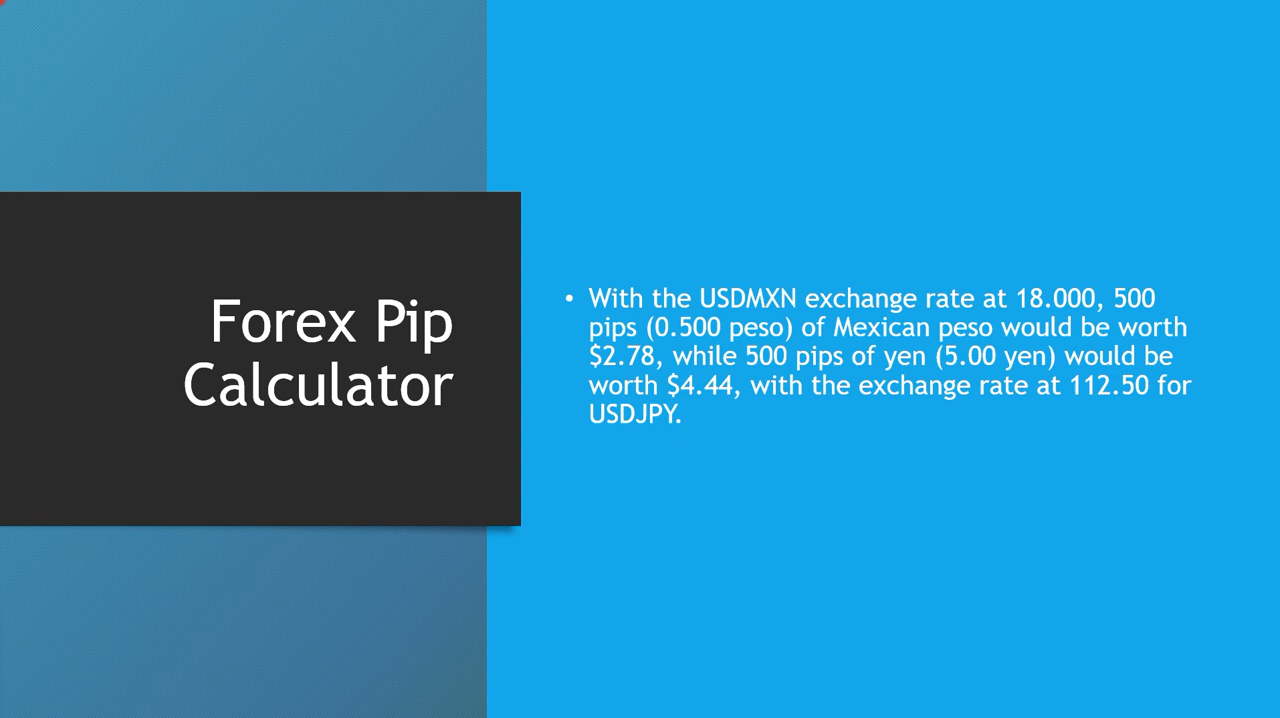 Forex Pip
Calculator
• With the USDMXN exchange rate at 18.000, 500
pips (0.500 peso) of Mexican peso would be worth
$2.78, while 500 pips of yen (5.00 yen) would be
worth $4.44, with the exchange rate at 112.50 for
USDJPY.